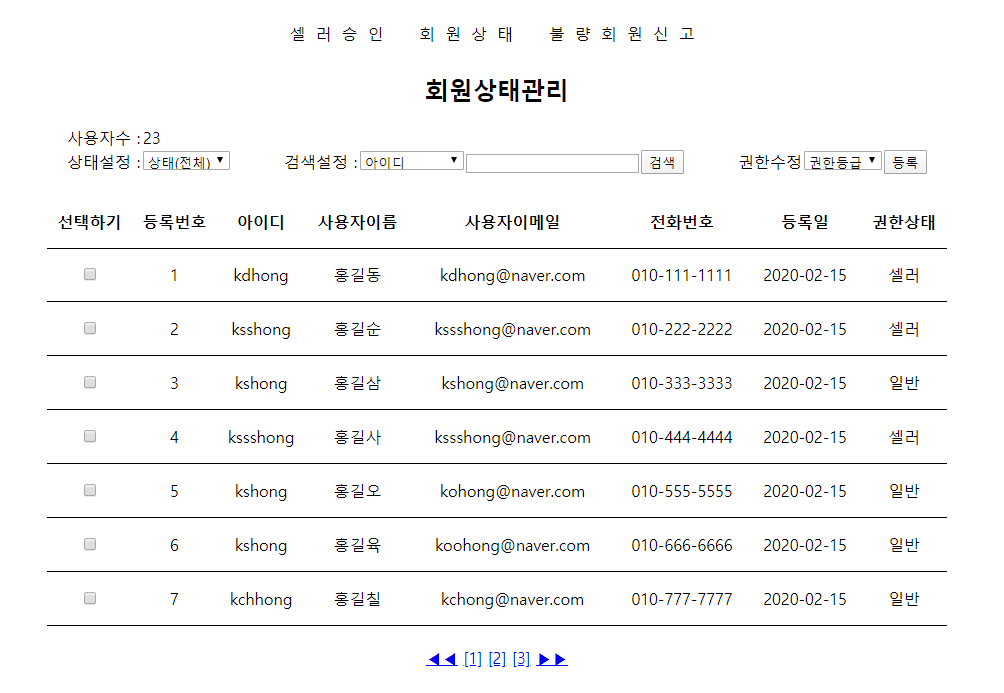 셀러승인 회원상태 불량회원신고
회원상태관리
사용자수 :23
상태설정 : 상태(전체) ▼ 검색설정 : 아이디 ▼ 검색 권한수정 권한등급 ▼ 등록
선택하기 등록번호 아이디 사용자이름 사용자이메일 전화번호 등록일 권한상태
1 kdhong 홍길동 kdhong@naver.com 010-111-1111 2020-02-15 셀러
2 ksshong 홍길순 kssshong@naver.com 010-222-2222 2020-02-15 셀러
3 kshong 홍길삼 kshong@naver.com 010-333-3333 2020-02-15 일반
4 kssshong 홍길사 kssshong@naver.com 010-444-4444 2020-02-15 셀러
5 kshong 홍길오 kohong@naver.com 010-555-5555 2020-02-15 일반
6 kshong 홍길육 koohong@naver.com 010-666-6666 2020-02-15 일반
7 kchhong 홍길칠 kchong@naver.com 010-777-7777 2020-02-15 일반
◀◀ [1] [2] [3] ▶▶